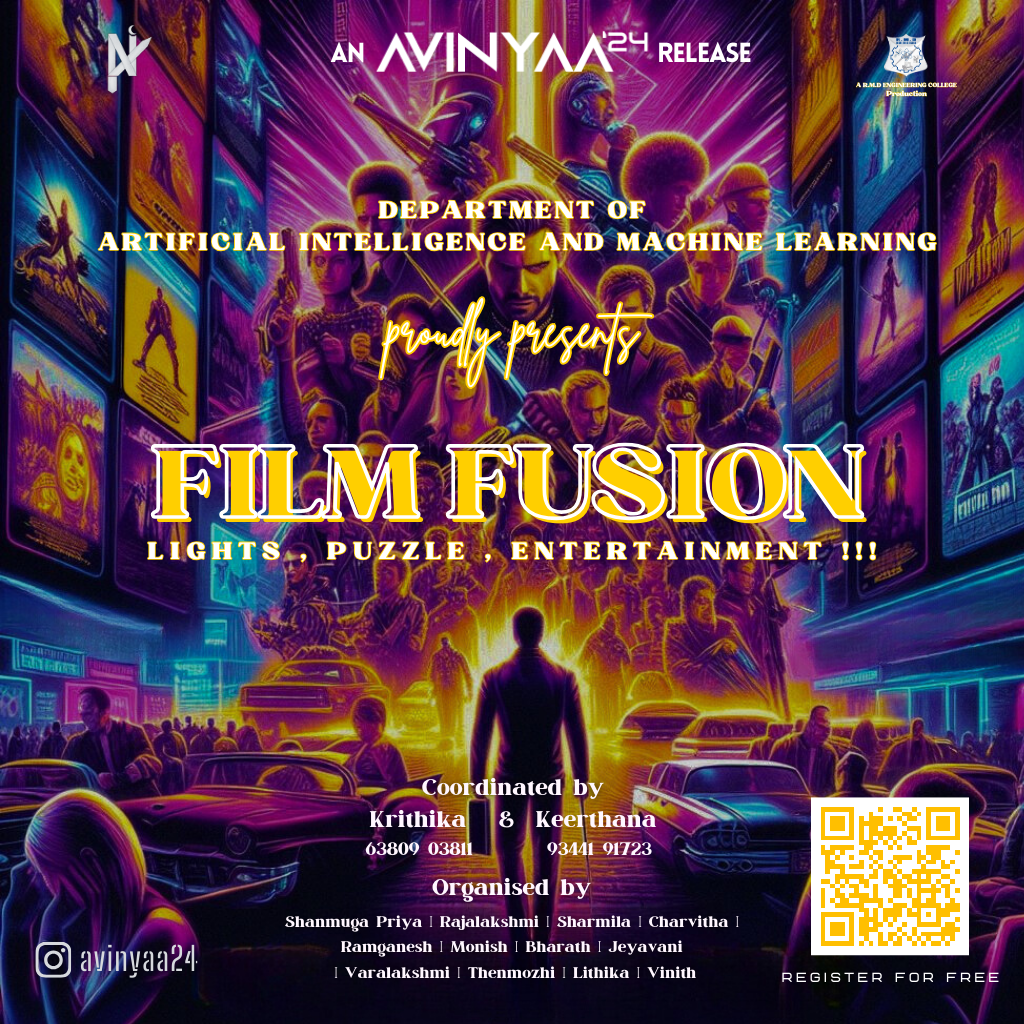 AN AVINYAA'24 RELEASE
A R.M.D ENGINEERING COLLEGE
Production
DEPARTMENT OF
ARTIFICIAL INTELLIGENCE AND MACHINE LEARNING
proudly presents
FILM FUSION
LIGHTS , PUZZLE , ENTERTAINMENT !!!
Coordinated by
Krithika & Keerthana
63809 03811 93441 91723
Organised by
Shanmuga Priya | Rajalakshmi | Sharmila | Charvitha |
Ramganesh | Monish | Bharath | Jeyavani
| Varalakshmi | Thenmozhi | Lithika | Vinith
avinyaa24
REGISTER FOR FREE